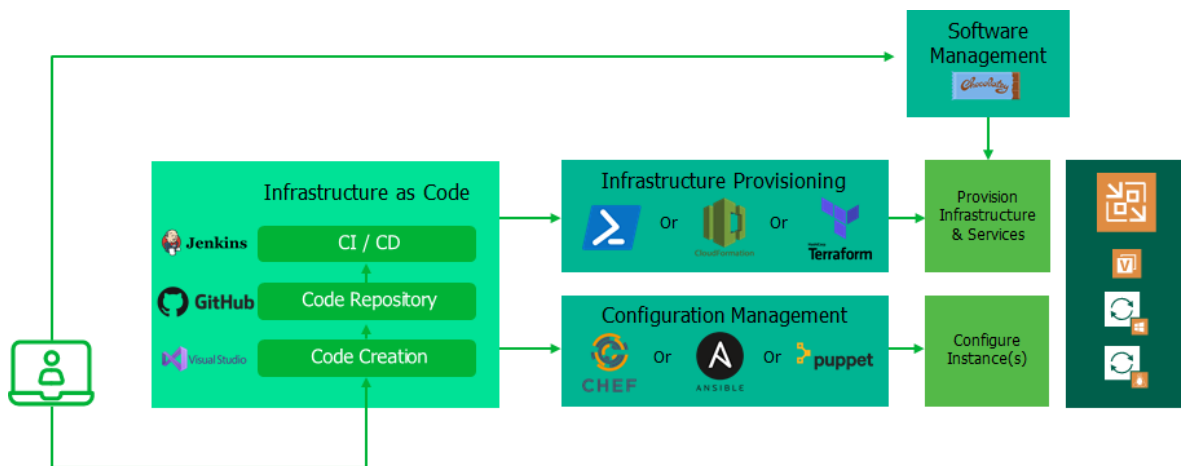 Software
Management
Chocolatey
Infrastructure as Code
Jenkins
CI / CD
GitHub
Code Repository
Visual Studio
Code Creation
Infrastructure Provisioning
Or
CloudFormation
Or
HashiCorp
Terraform
Configuration Management
CHEF
Or
ANSIBLE
Or
puppet
Provision
Infrastructure
& Services
Configure
Instance(s)
V